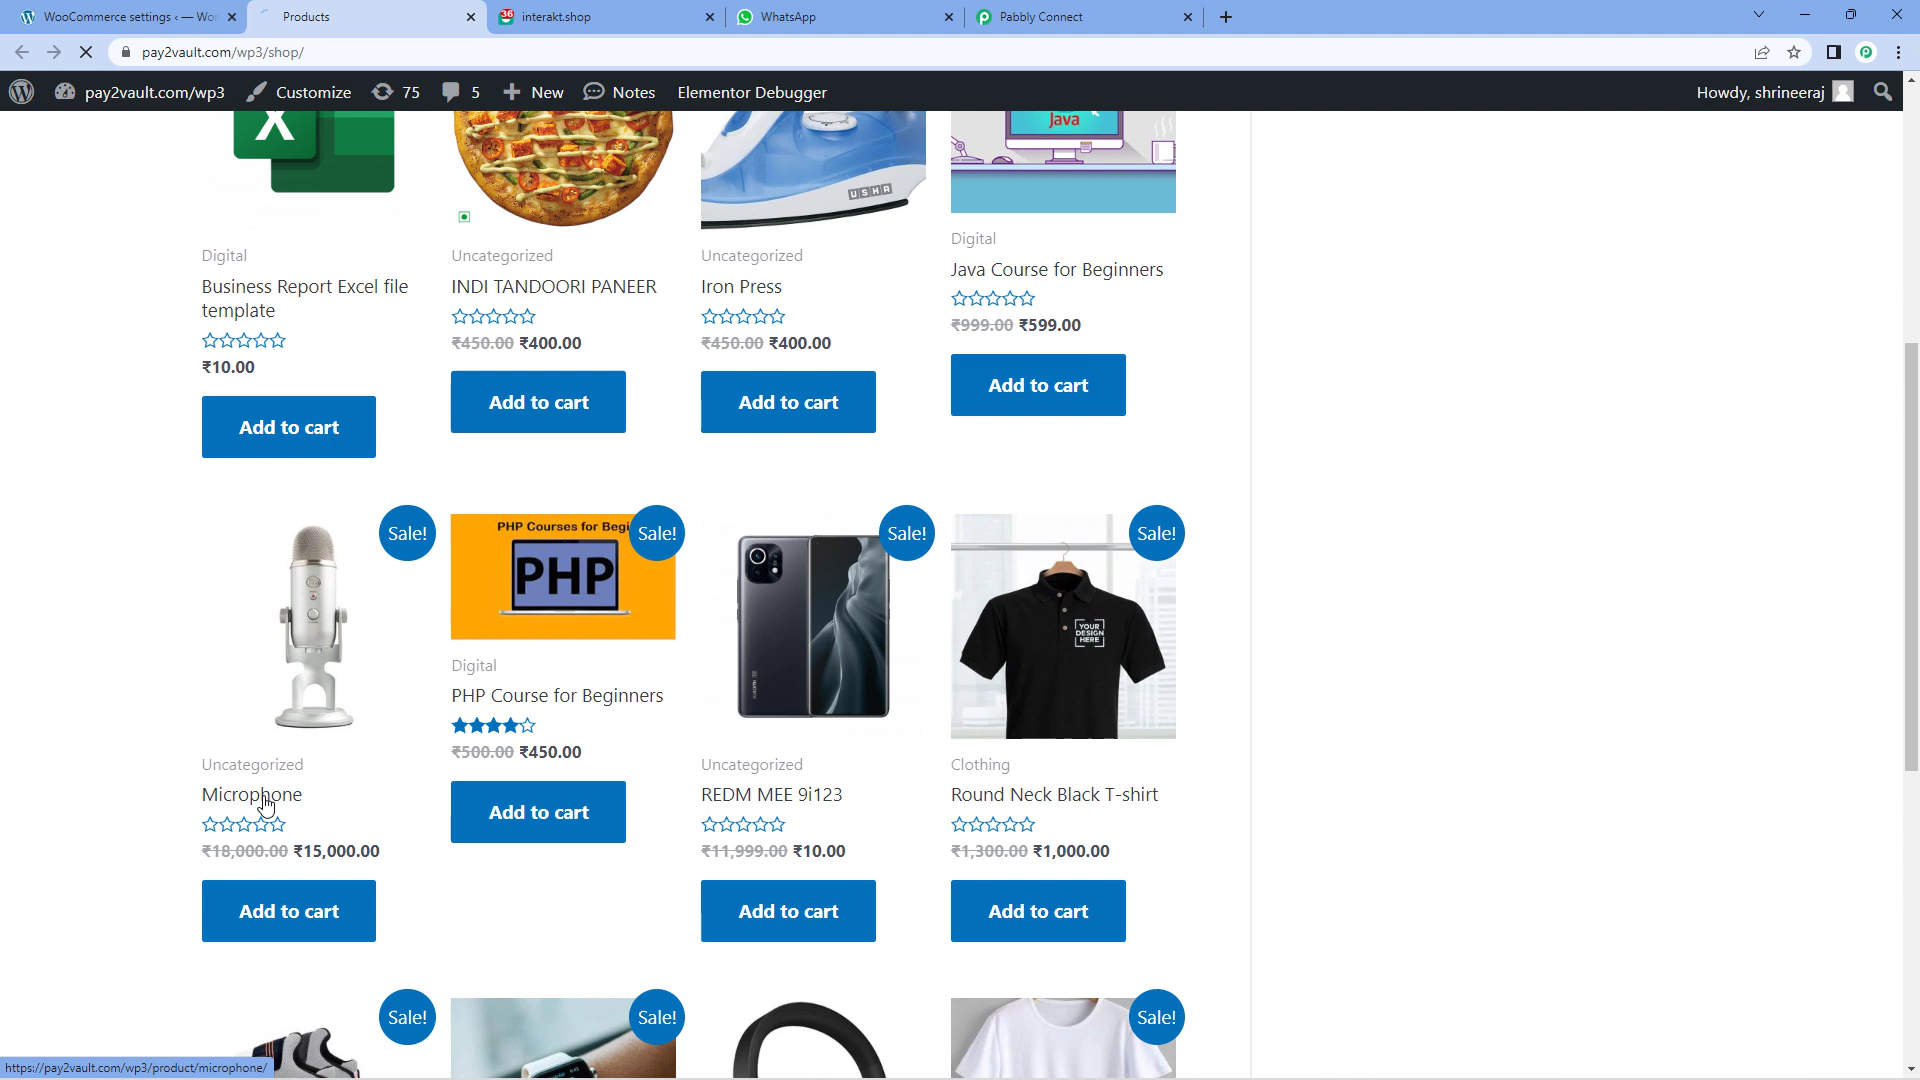 WooCommerce settings ‹ — Wor
Products
36
interakt.shop
WhatsApp
Pabbly Connect
pay2vault.com/wp3/shop/
pay2vault.com/wp3
Customize
75
5
New
Notes
Elementor Debugger
Howdy, shrineeraj
X
USHA
Java
Digital
Business Report Excel file
template
₹10.00
Add to cart
Uncategorized
INDI TANDOORI PANEER
₹450.00 ₹400.00
Add to cart
Uncategorized
Iron Press
₹450.00 ₹400.00
Add to cart
Digital
Java Course for Beginners
₹999.00 ₹599.00
Add to cart
Sale!
Uncategorized
Microphone
₹18,000.00 ₹15,000.00
Add to cart
PHP Courses for Begi
Sale!
PHP
Digital
PHP Course for Beginners
₹500.00 ₹450.00
Add to cart
Sale!
Uncategorized
REDM MEE 9i123
₹11,999.00 ₹10.00
Add to cart
Sale!
YOUR
DESIGN
HERE
Clothing
Round Neck Black T-shirt
₹1,300.00 ₹1,000.00
Add to cart
Sale!
Sale!
Sale!
https://pay2vault.com/wp3/product/microphone/